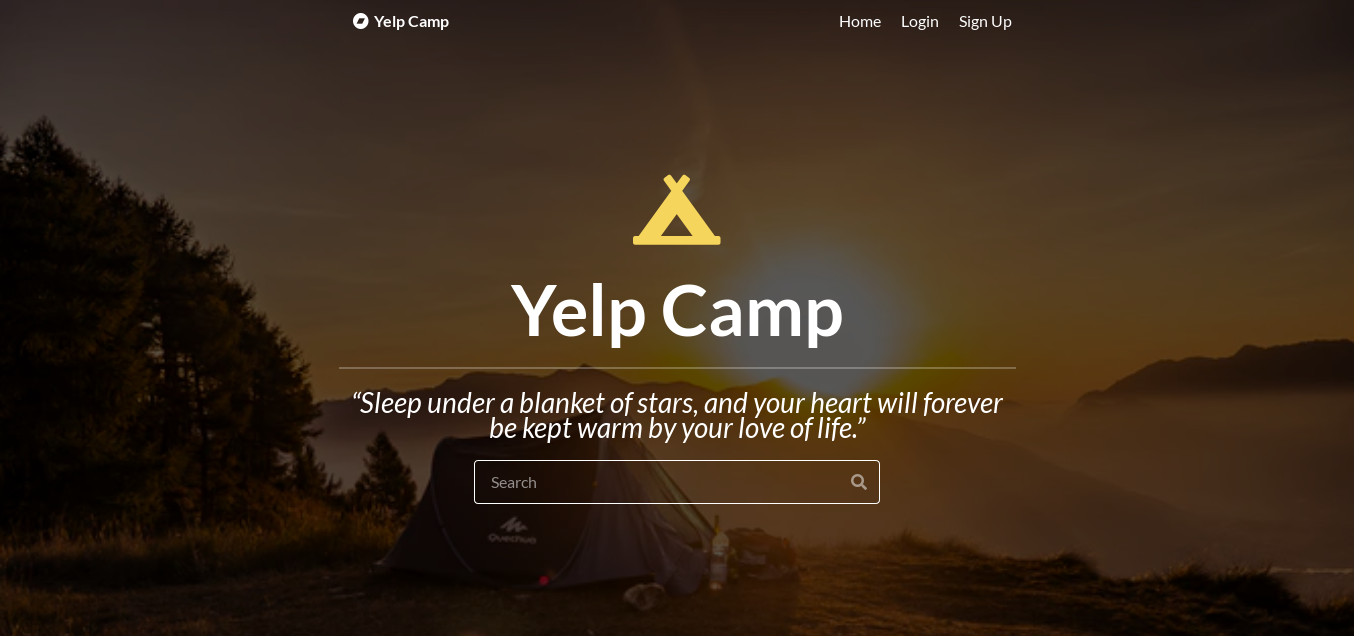 Yelp Camp
Home Login Sign Up
Yelp Camp
“Sleep under a blanket of stars, and your heart will forever
be kept warm by your love of life.”
Search
Quechua